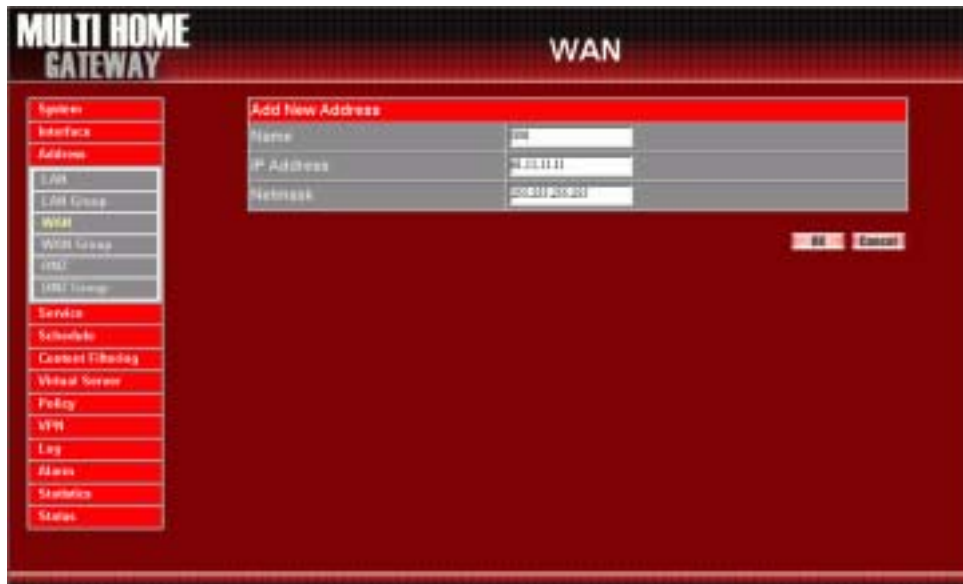 MULTI HOME
GATEWAY
WAN
System
Interface
Address
LAN
LAN Group
WAN
WAN Group
DMZ
DMZ Group
Service
Schedule
Content Filtering
Virtual Server
Policy
VPN
Log
Alarm
Statistics
Status
Add New Address
Name
IP Address
Netmask
OK Cancel